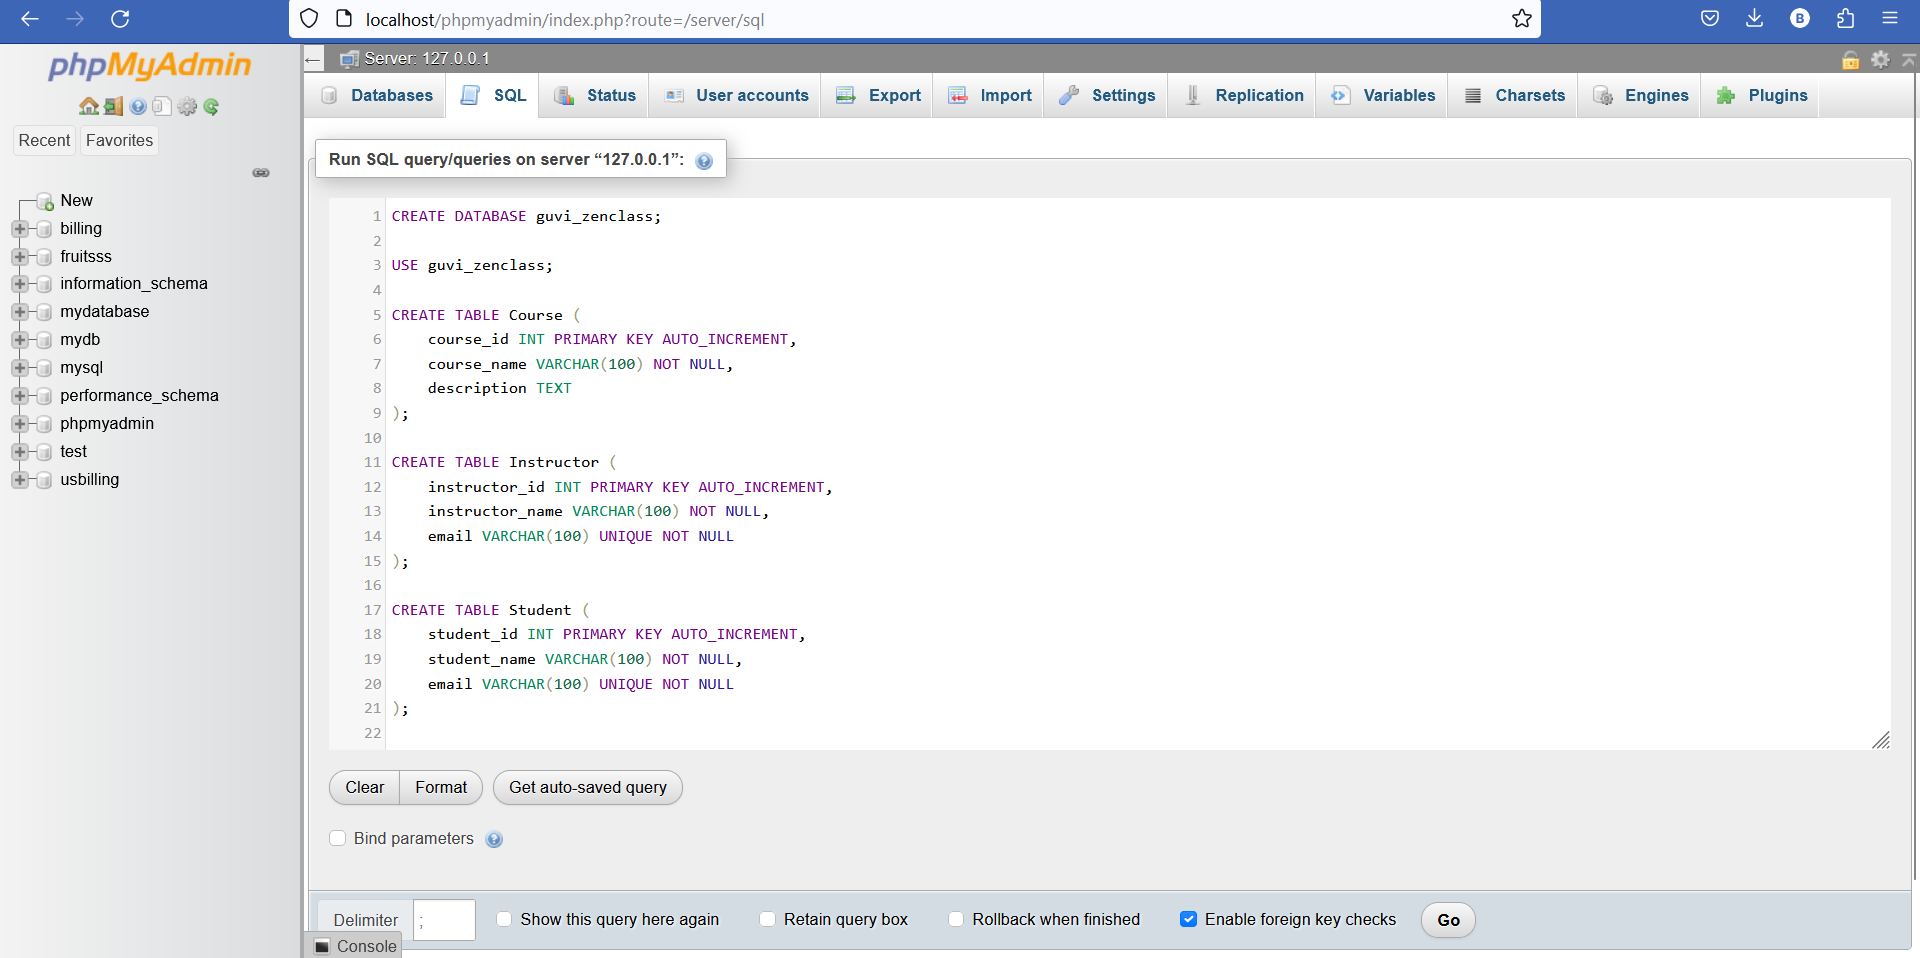 localhost/phpmyadmin/index.php?route=/server/sql
B
phpMyAdmin
Recent Favorites
New
billing
fruitsss
information_schema
mydatabase
mydb
mysql
performance_schema
phpmyadmin
test
usbilling
Server: 127.0.0.1
Databases SQL Status User accounts Export Import Settings Replication Variables Charsets Engines Plugins
Run SQL query/queries on server “127.0.0.1”:
1 CREATE DATABASE guvi_zenclass;
2
3 USE guvi_zenclass;
4
5 CREATE TABLE Course (
6 course_id INT PRIMARY KEY AUTO_INCREMENT,
7 course_name VARCHAR(100) NOT NULL,
8 description TEXT
9 );
10
11 CREATE TABLE Instructor (
12 instructor_id INT PRIMARY KEY AUTO_INCREMENT,
13 instructor_name VARCHAR(100) NOT NULL,
14 email VARCHAR(100) UNIQUE NOT NULL
15 );
16
17 CREATE TABLE Student (
18 student_id INT PRIMARY KEY AUTO_INCREMENT,
19 student_name VARCHAR(100) NOT NULL,
20 email VARCHAR(100) UNIQUE NOT NULL
21 );
22
Clear Format Get auto-saved query
Bind parameters
Delimiter ; Show this query here again Retain query box Rollback when finished Enable foreign key checks Go
Console